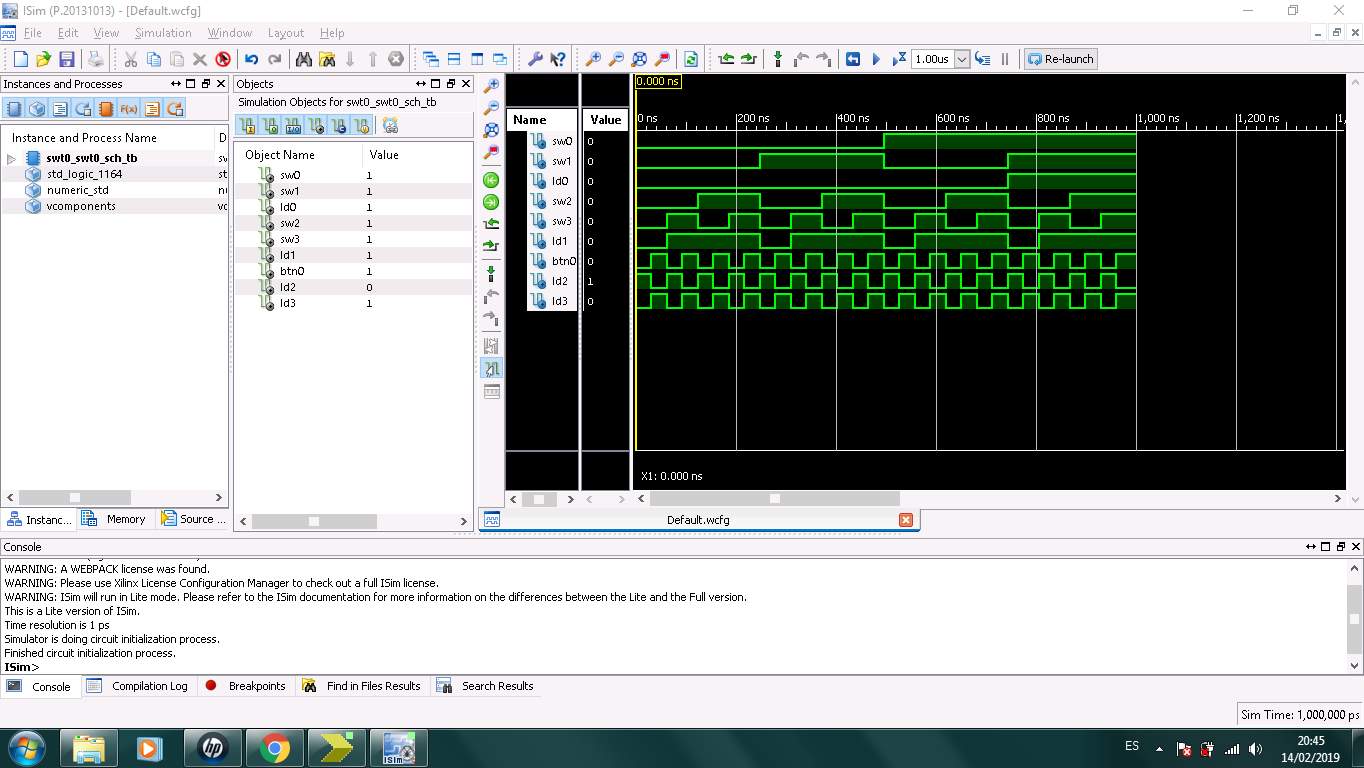 ISim (P.20131013) - [Default.wcfg]
File Edit View Simulation Window Layout Help
1.00us Re-launch
Instances and Processes
Instance and Process Name D
swt0_swt0_sch_tb sv
std_logic_1164 st
numeric_std nu
vcomponents vc
Instanc... Memory Source ...
Objects
Simulation Objects for swt0_swt0_sch_tb
Object Name Value
sw0 1
sw1 1
ld0 1
sw2 1
sw3 1
ld1 1
btn0 1
ld2 0
ld3 1
Name Value
sw0 0
sw1 0
ld0 0
sw2 0
sw3 0
ld1 0
btn0 0
ld2 1
ld3 0
0.000 ns
0 ns 200 ns 400 ns 600 ns 800 ns 1,000 ns 1,200 ns
X1: 0.000 ns
Default.wcfg
Console
WARNING: A WEBPACK license was found.
WARNING: Please use Xilinx License Configuration Manager to check out a full ISim license.
WARNING: ISim will run in Lite mode. Please refer to the ISim documentation for more information on the differences between the Lite and the Full version.
This is a Lite version of ISim.
Time resolution is 1 ps
Simulator is doing circuit initialization process.
Finished circuit initialization process.
ISim>
Console Compilation Log Breakpoints Find in Files Results Search Results
Sim Time: 1,000,000 ps
ES
20:45
14/02/2019